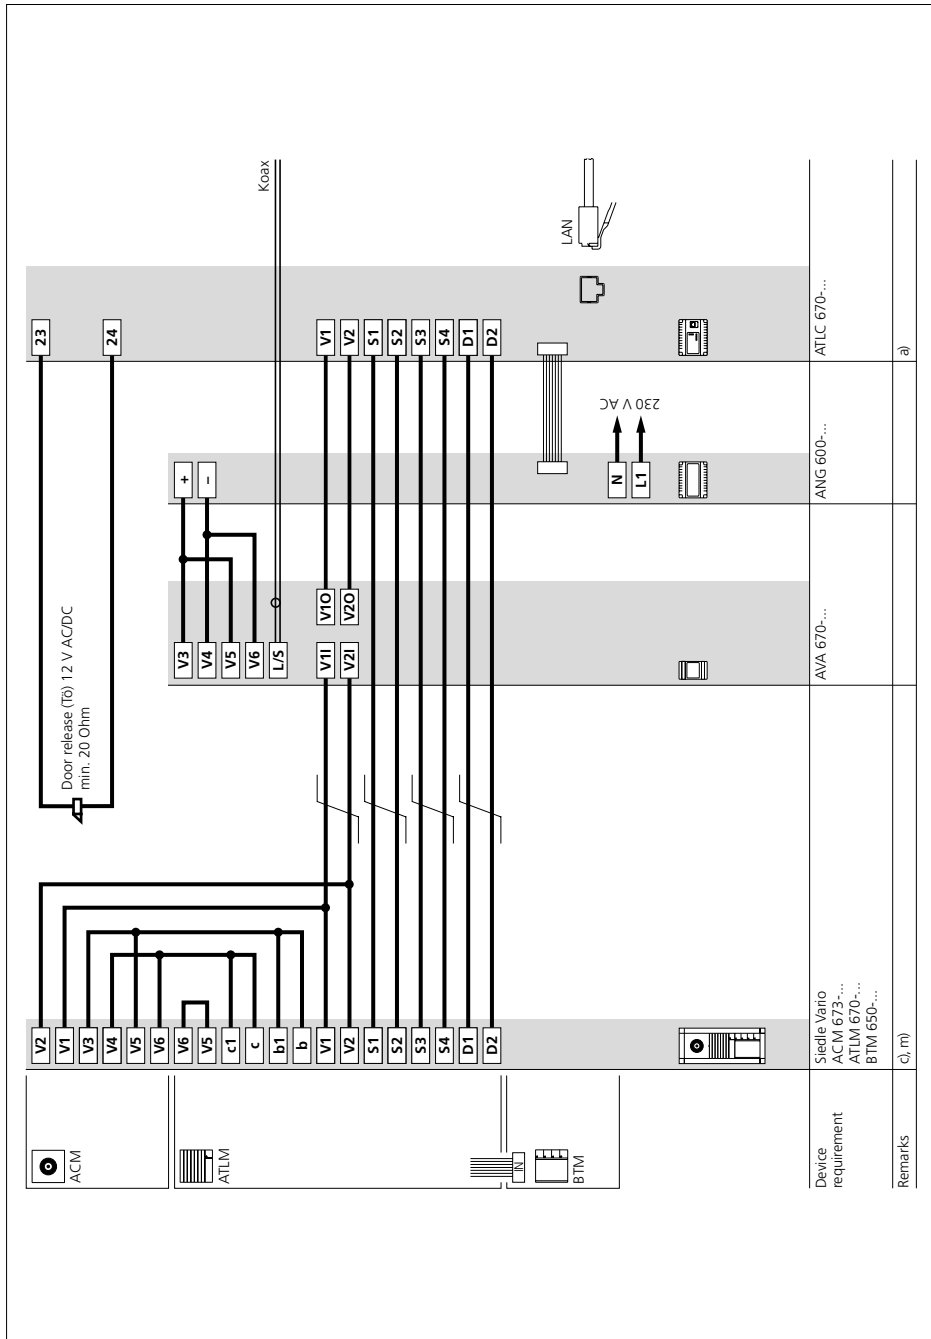 ACM
ATLM
IN
BTM
Device
requirement
Remarks
V2
V1
V3
V4
V5
V6
V6
V5
c1
c
b1
b
V1
V2
S1
S2
S3
S4
D1
D2
Siedle Vario
ACM 673-...
ATLM 670-...
BTM 650-...
c), m)
Door release (Tö) 12 V AC/DC
min. 20 Ohm
V3
V4
V5
V6
L/S
V1I
V2I
V1O
V2O
AVA 670-...
+
–
N
L1
230 V AC
ANG 600-...
23
24
Koax
V1
V2
S1
S2
S3
S4
D1
D2
LAN
ATLC 670-...
a)